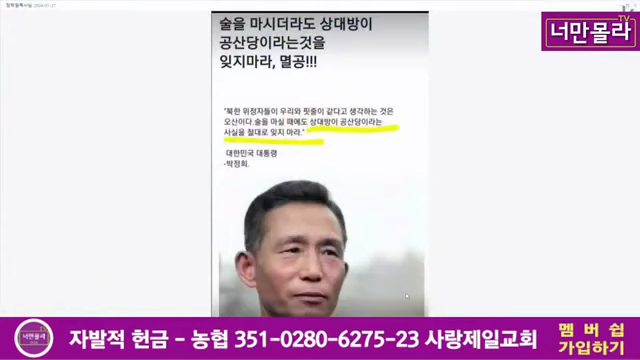 너만몰라
TV
술을 마시더라도 상대방이
공산당이라는것을
잊지마라, 멸공!!!
"북한 위정자들이 우리와 핏줄이 같다고 생각하는 것은
오산이다.술을 마실 때에도 상대방이 공산당이라는
사실을 절대로 잊지 마라."
대한민국 대통령
-박정희.
너만몰라
자발적 헌금 – 농협 351-0280-6275-23 사랑제일교회
멤버쉽
가입하기